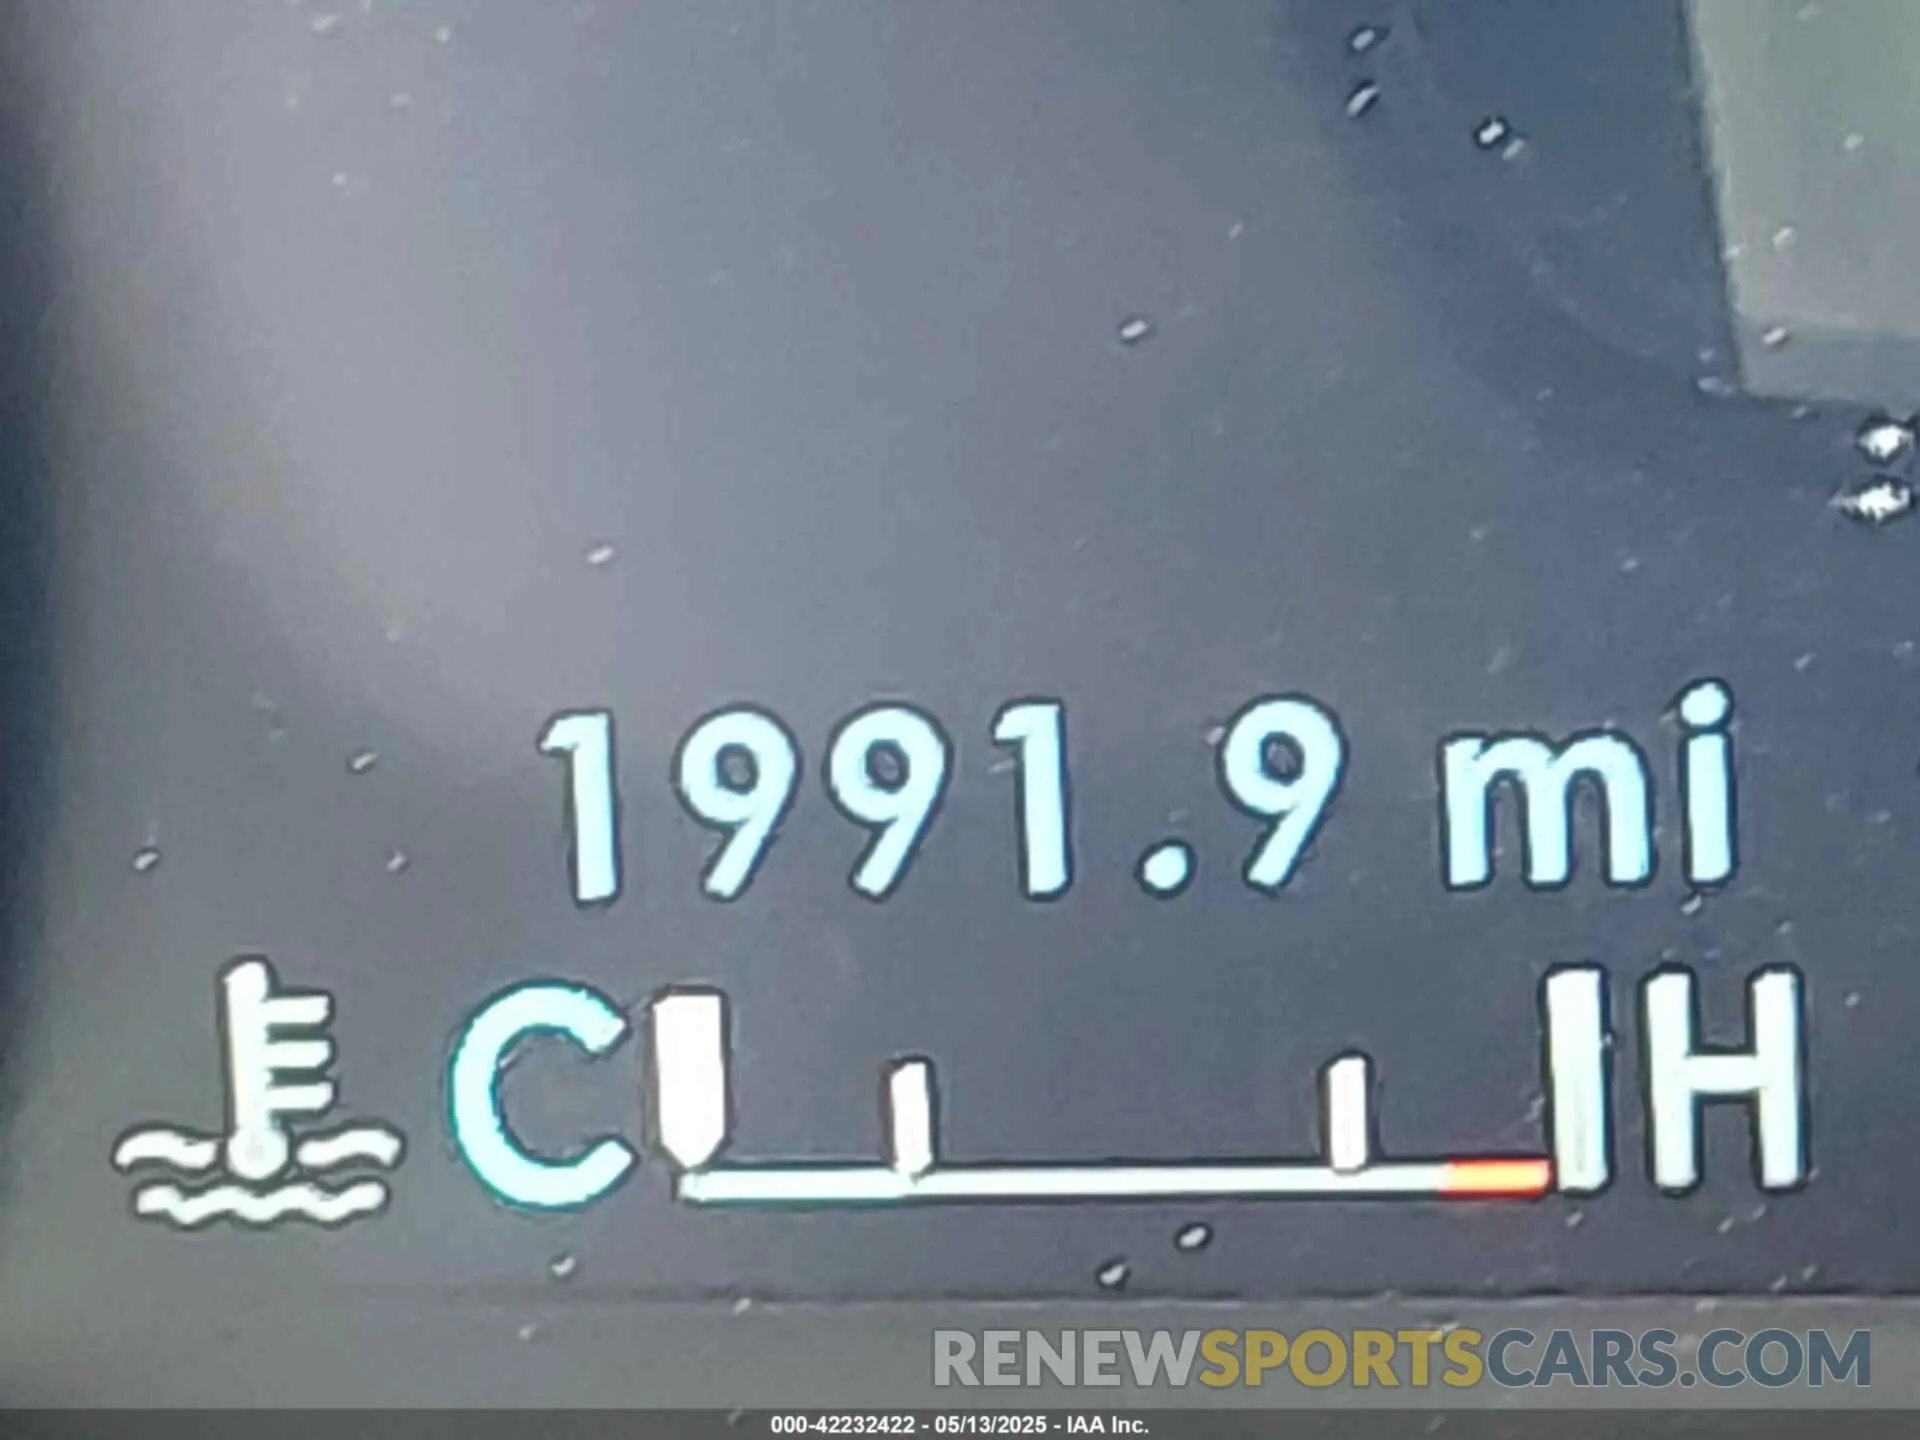 1991.9 mi
C H
RENEWSPORTSCARS.COM
000-42232422 - 05/13/2025 - IAA Inc.